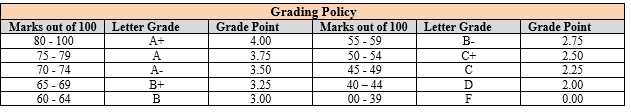 Grading Policy
Marks out of 100 Letter Grade Grade Point Marks out of 100 Letter Grade Grade Point
80 - 100 A+ 4.00 55 - 59 B- 2.75
75 - 79 A 3.75 50 - 54 C+ 2.50
70 - 74 A- 3.50 45 - 49 C 2.25
65 - 69 B+ 3.25 40 – 44 D 2.00
60 - 64 B 3.00 00 - 39 F 0.00